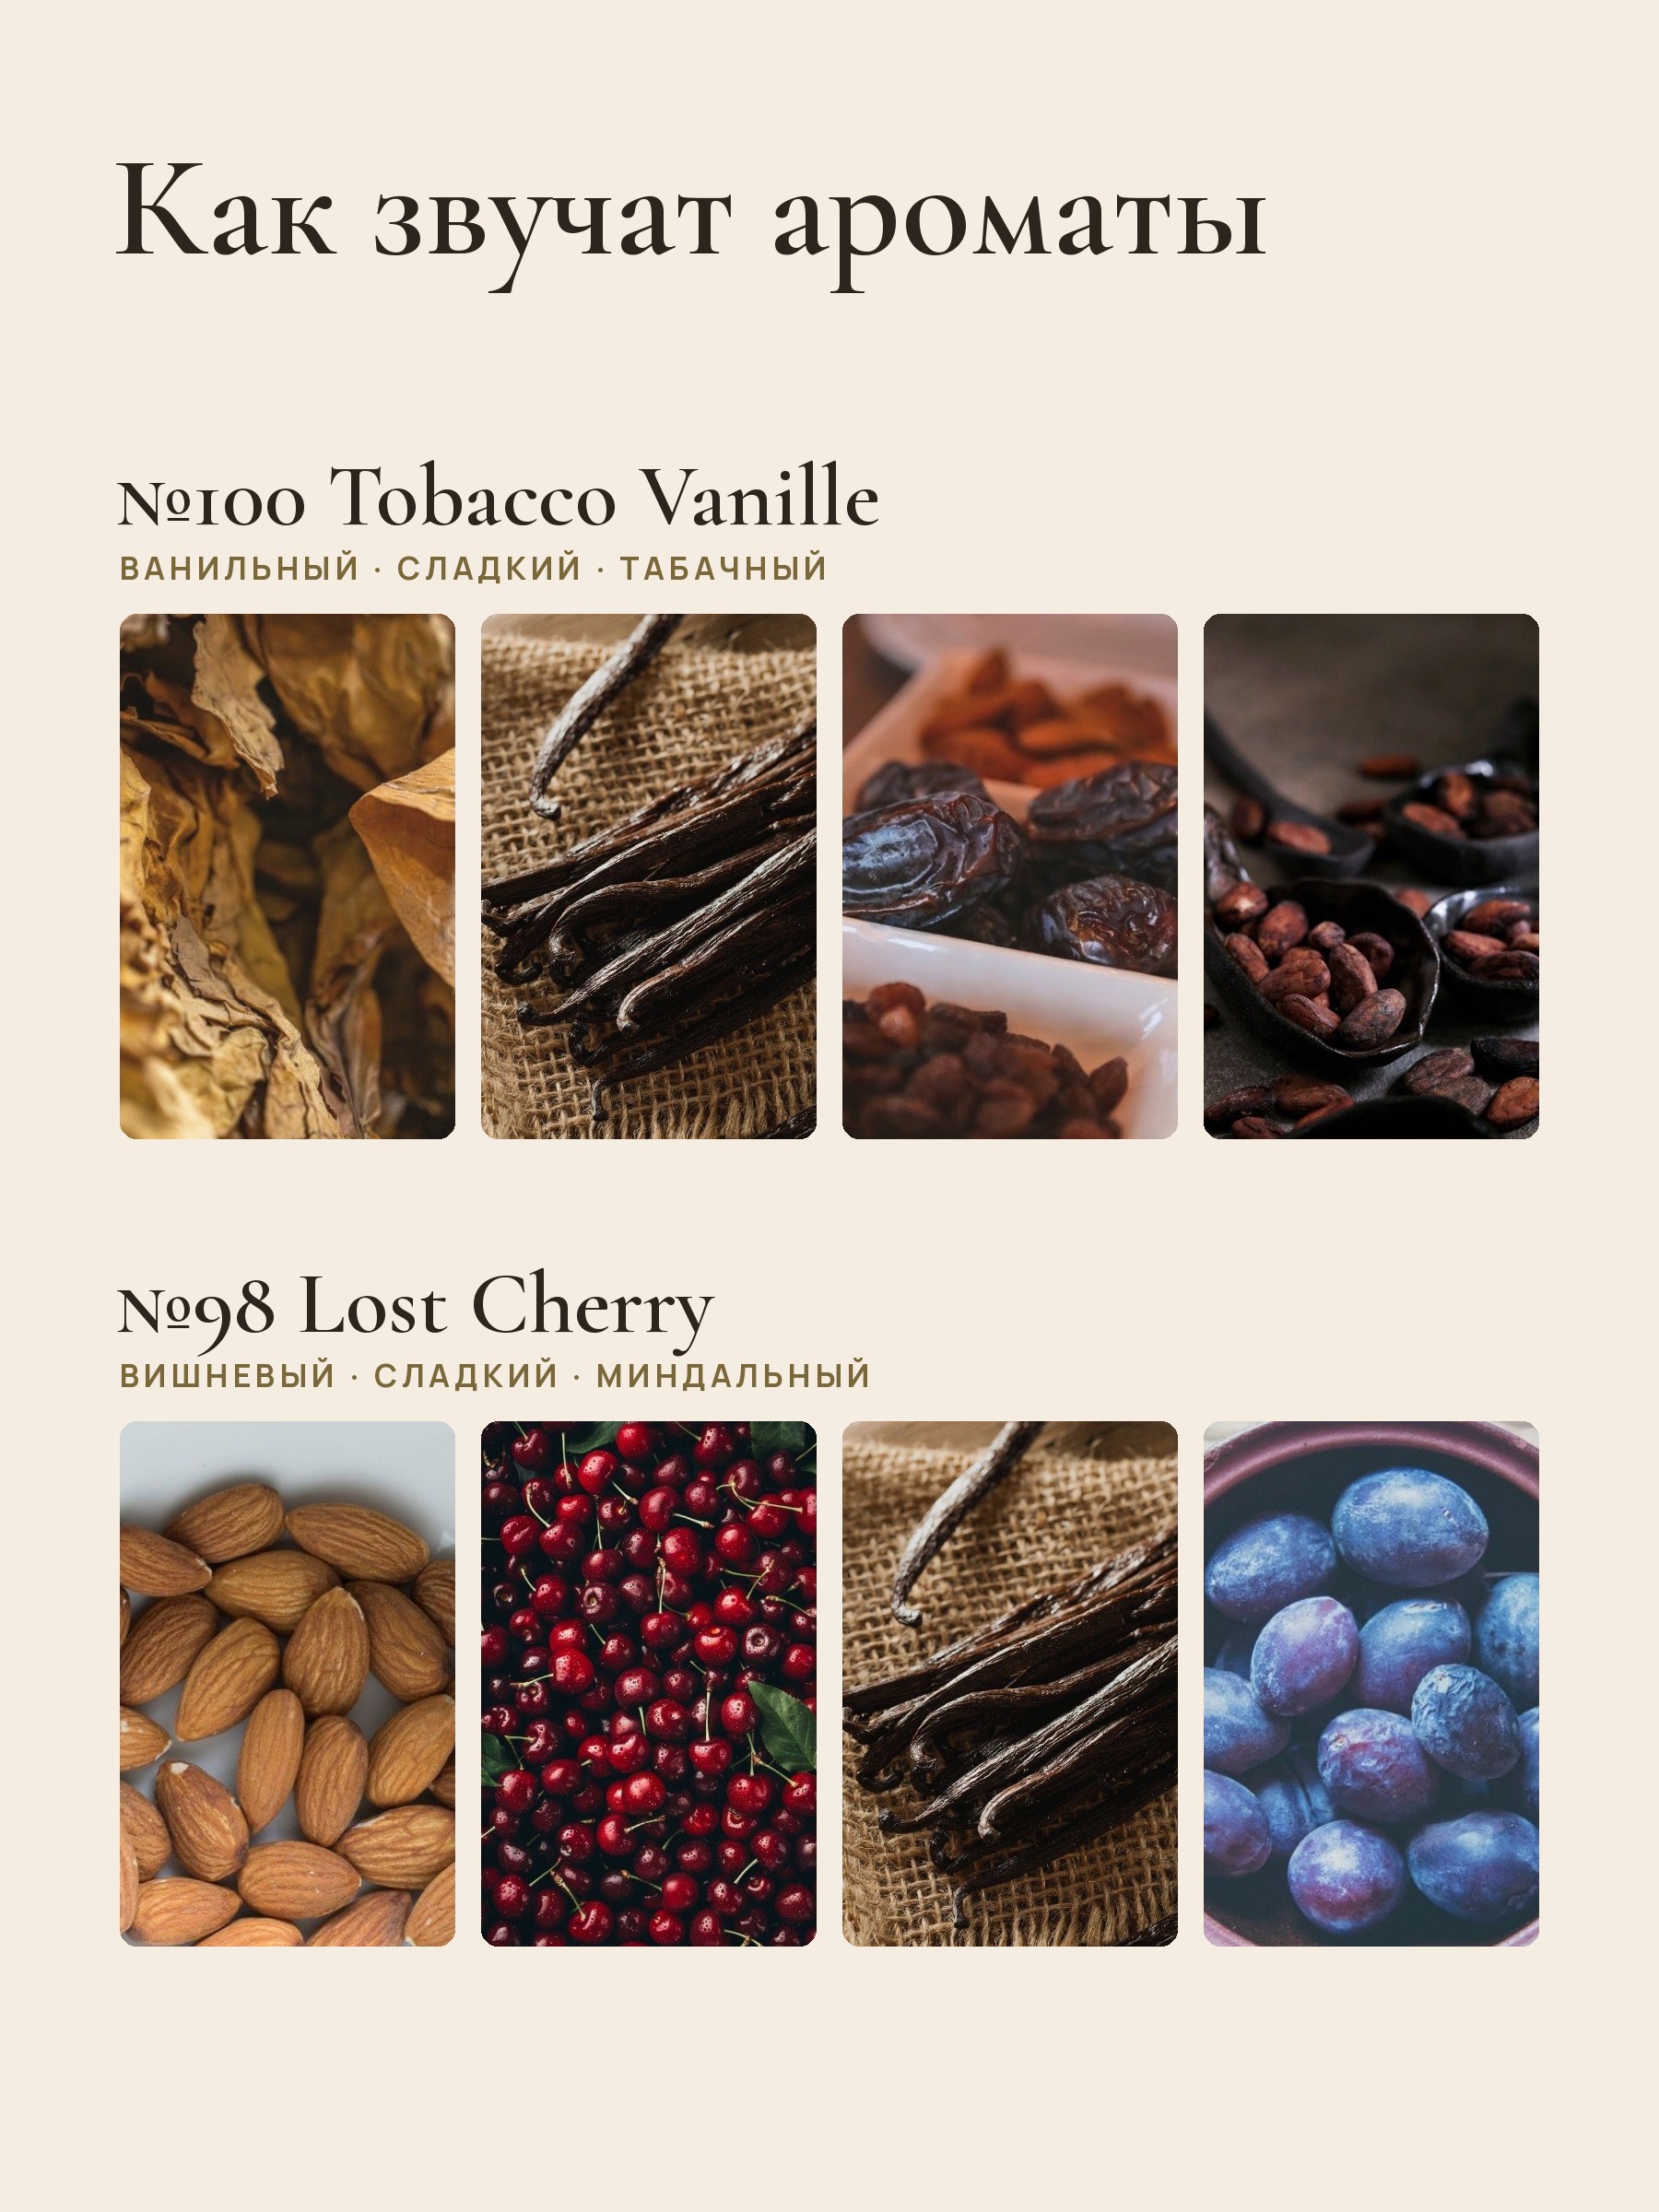 Как звучат ароматы
№100 Tobacco Vanille
ВАНИЛЬНЫЙ · СЛАДКИЙ · ТАБАЧНЫЙ
№98 Lost Cherry
ВИШНЕВЫЙ · СЛАДКИЙ · МИНДАЛЬНЫЙ